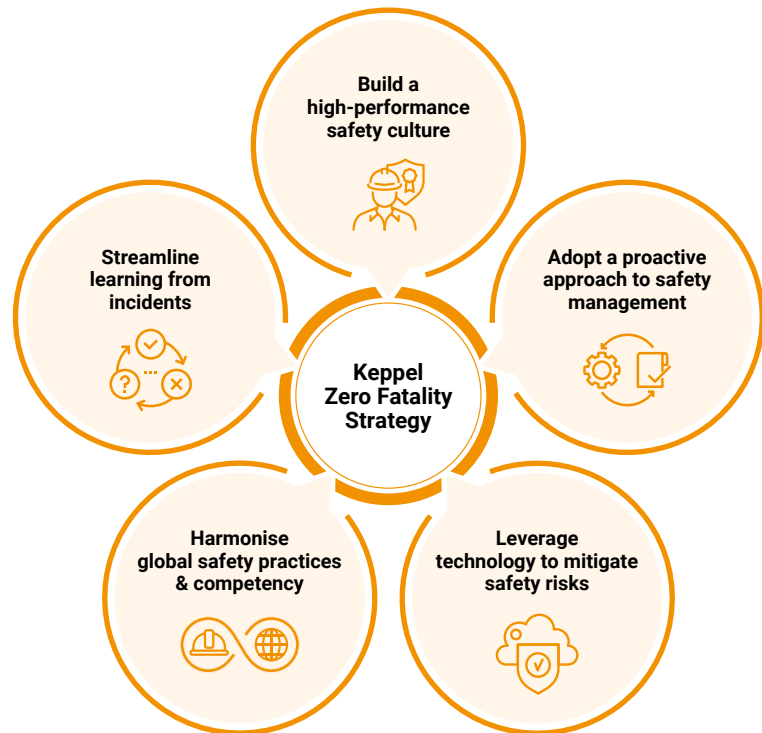 Build a
high-performance
safety culture
Adopt a proactive
approach to safety
management
Leverage
technology to mitigate
safety risks
Harmonise
global safety practices
& competency
Streamline
learning from
incidents
?
Keppel
Zero Fatality
Strategy